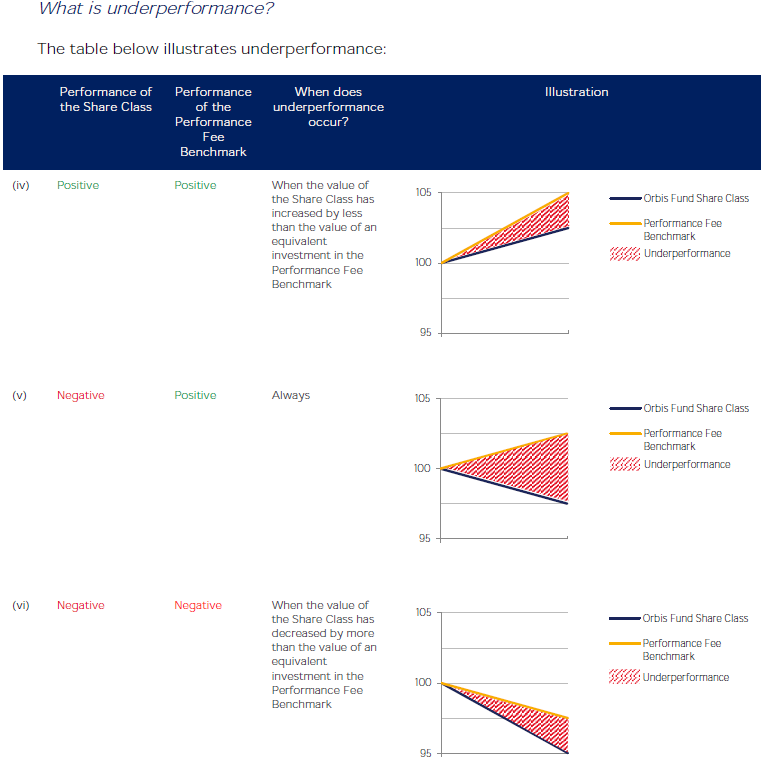 What is underperformance?
The table below illustrates underperformance:
Performance of
the Share Class
Performance
of the
Performance
Fee
Benchmark
When does
underperformance
occur?
Illustration
(iv)
Positive
Positive
When the value of
the Share Class has
increased by less
than the value of an
equivalent
investment in the
Performance Fee
Benchmark
105
100
95
Orbis Fund Share Class
Performance Fee
Benchmark
Underperformance
(v)
Negative
Positive
Always
105
100
95
Orbis Fund Share Class
Performance Fee
Benchmark
Underperformance
(vi)
Negative
Negative
When the value of
the Share Class has
decreased by more
than the value of an
equivalent
investment in the
Performance Fee
Benchmark
105
100
95
Orbis Fund Share Class
Performance Fee
Benchmark
Underperformance